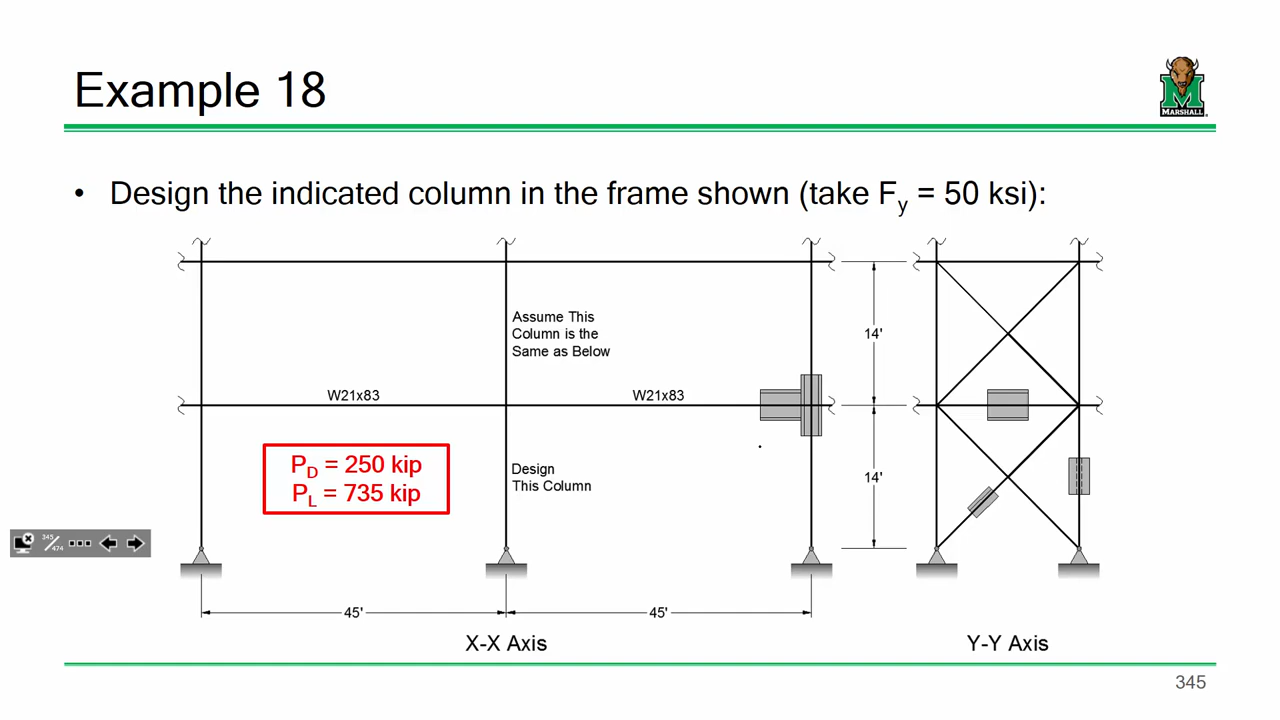 Example 18
MARSHALL
• Design the indicated column in the frame shown (take Fy = 50 ksi):
Assume This
Column is the
Same as Below
14'
W21x83
W21x83
PD = 250 kip
PL = 735 kip
Design
This Column
14'
345/474
45'
45'
X-X Axis
Y-Y Axis
345